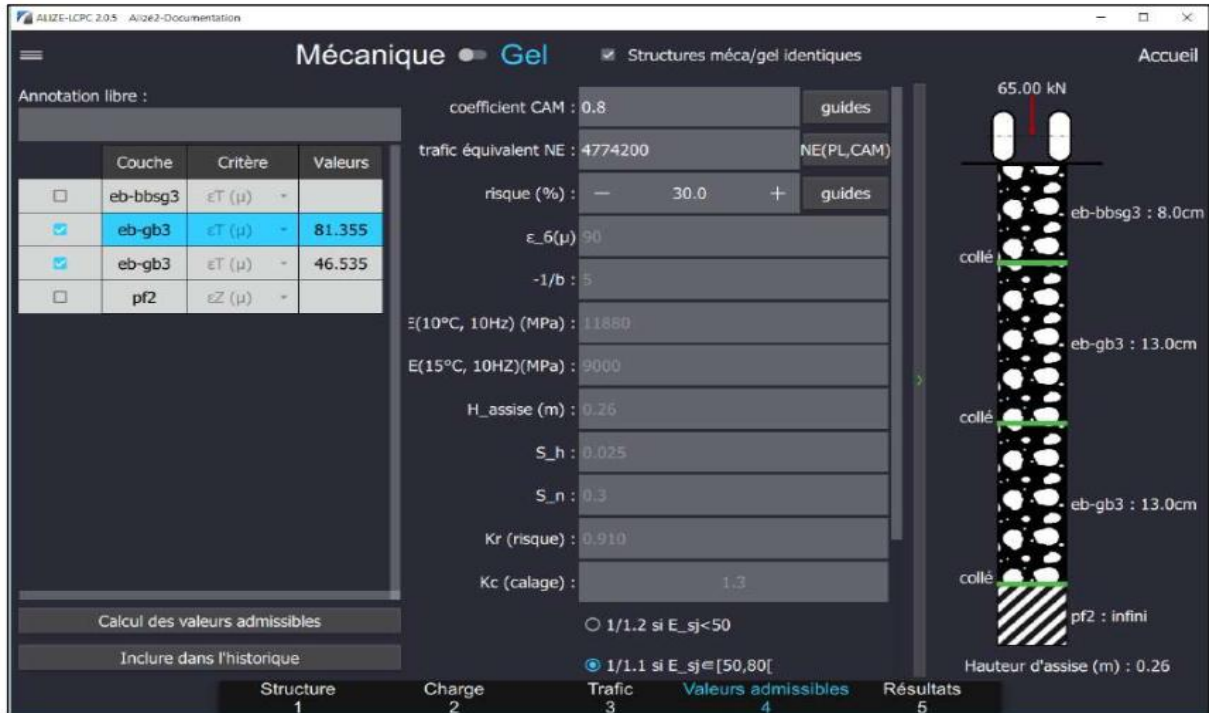 ALIZE-LCPC 2.0.5 Alize2-Documentation
Mécanique Gel
Structures méca/gel identiques
Accueil
Annotation libre :
Couche Critère Valeurs
eb-bbsg3 εT (μ)
eb-gb3 εT (μ) 81.355
eb-gb3 εT (μ) 46.535
pf2 εZ (μ)
Calcul des valeurs admissibles
Inclure dans l'historique
coefficient CAM : 0.8 guides
trafic équivalent NE : 4774200 NE(PL,CAM)
risque (%) : — 30.0 + guides
ε_6(μ) 90
-1/b : 5
E(10°C, 10Hz) (MPa) : 11880
E(15°C, 10HZ)(MPa) : 9000
H_assise (m) : 0.26
S_h : 0.025
S_n : 0.3
Kr (risque) : 0.910
Kc (calage) : 1.3
1/1.2 si E_sj<50
1/1.1 si E_sj∈[50,80[
65.00 kN
eb-bbsg3 : 8.0cm
collé
eb-gb3 : 13.0cm
collé
eb-gb3 : 13.0cm
collé
pf2 : infini
Hauteur d'assise (m) : 0.26
Structure Charge Trafic Valeurs admissibles Résultats
1 2 3 4 5